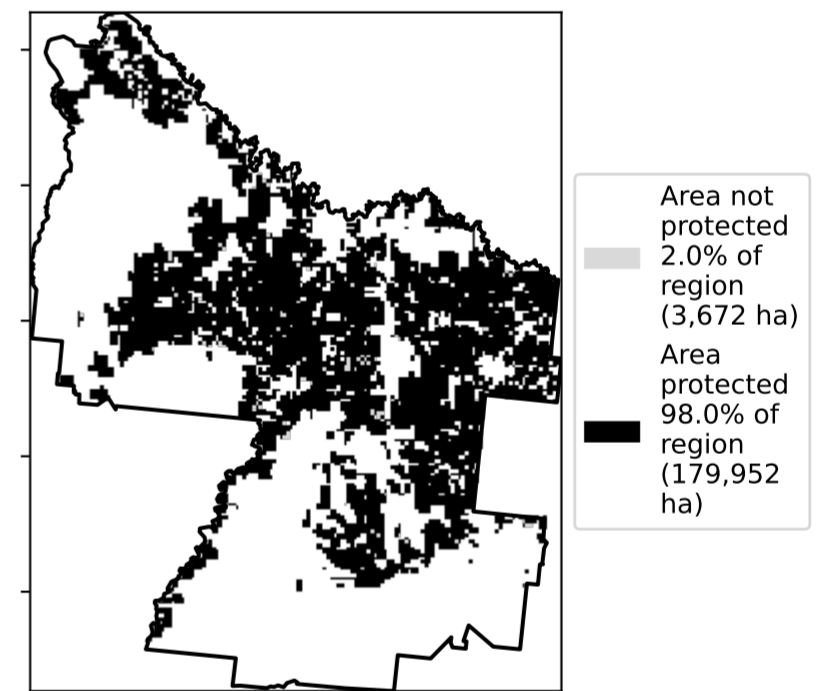 Area not
protected
2.0% of
region
(3,672 ha)
Area
protected
98.0% of
region
(179,952
ha)